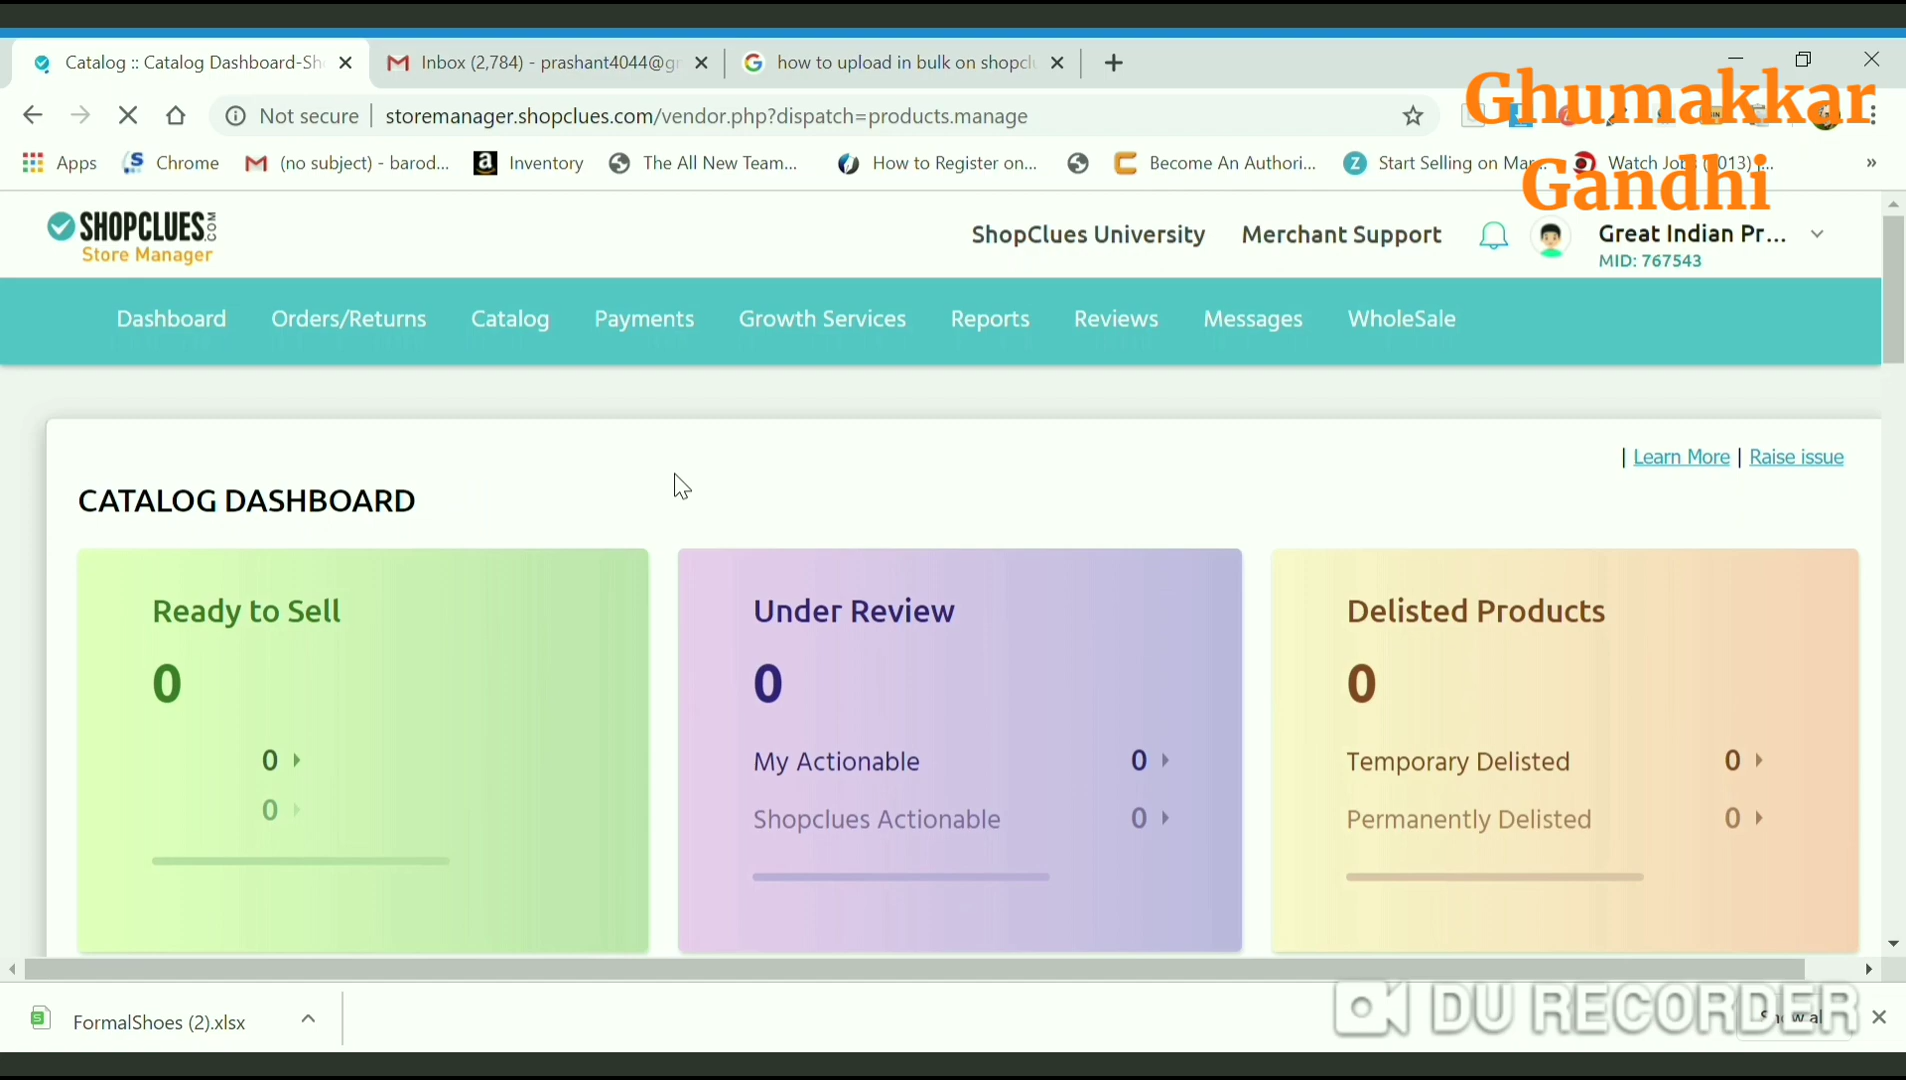 Catalog :: Catalog Dashboard-Sh
Inbox (2,784) - prashant4044@g
how to upload in bulk on shopcl
Ghumakkar
Gandhi
Not secure
storemanager.shopclues.com/vendor.php?dispatch=products.manage
Apps
Chrome
(no subject) - barod...
Inventory
The All New Team...
How to Register on...
Become An Authori...
Start Selling on Mar...
Watch (2013)
SHOPCLUES.COM
Store Manager
ShopClues University
Merchant Support
Great Indian Pr...
MID: 767543
Dashboard
Orders/Returns
Catalog
Payments
Growth Services
Reports
Reviews
Messages
WholeSale
| Learn More | Raise issue
CATALOG DASHBOARD
Ready to Sell
0
0
0
Under Review
0
My Actionable 0
Shopclues Actionable 0
Delisted Products
0
Temporary Delisted 0
Permanently Delisted 0
FormalShoes (2).xlsx
DU RECORDER